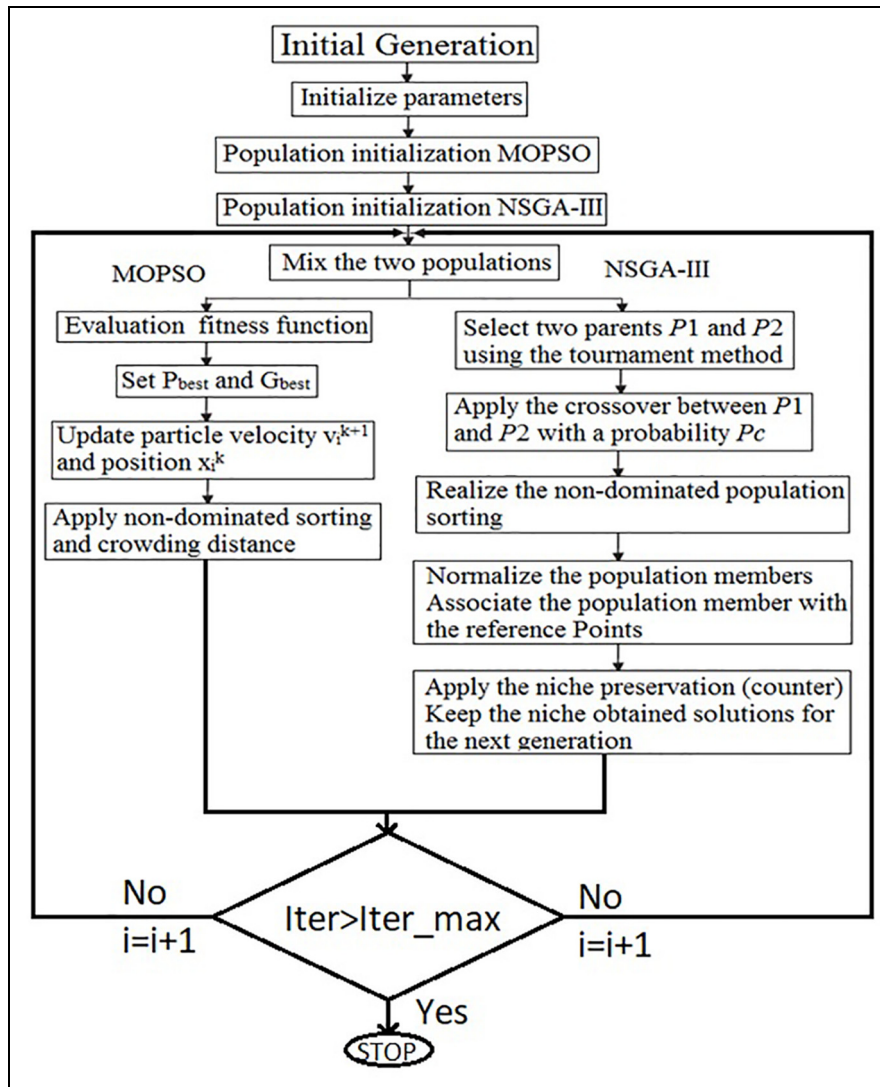 Initial Generation
Initialize parameters
Population initialization MOPSO
Population initialization NSGA-III
Mix the two populations
MOPSO
Evaluation fitness function
Set Pbest and Gbest
Update particle velocity vᵢᵏ⁺¹
and position xᵢᵏ
Apply non-dominated sorting
and crowding distance
NSGA-III
Select two parents P1 and P2
using the tournament method
Apply the crossover between P1
and P2 with a probability Pc
Realize the non-dominated population
sorting
Normalize the population members
Associate the population member with
the reference Points
Apply the niche preservation (counter)
Keep the niche obtained solutions for
the next generation
No
i=i+1
Iter>Iter_max
No
i=i+1
Yes
STOP